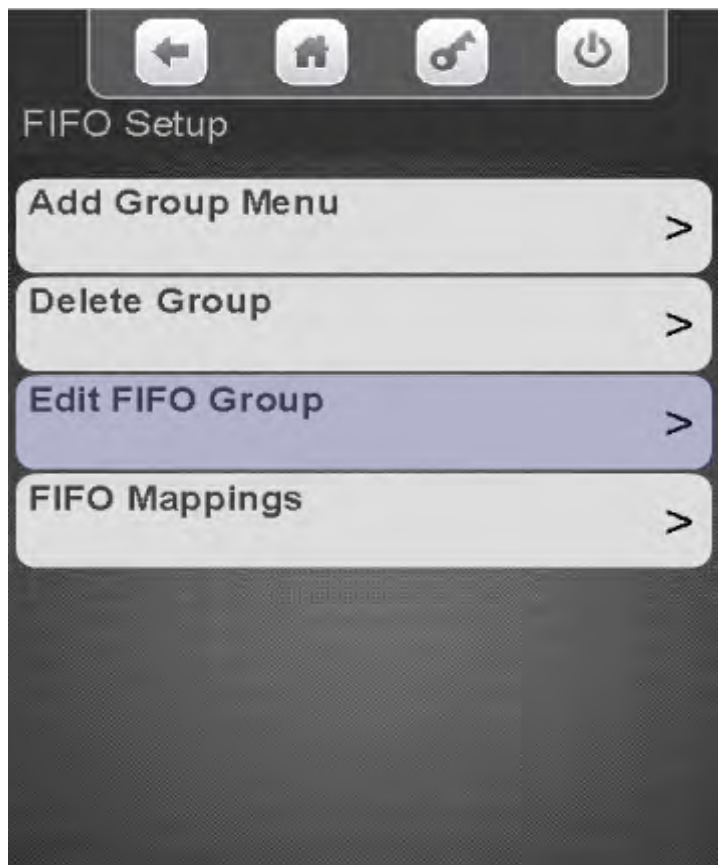 FIFO Setup
Add Group Menu
>
Delete Group
>
Edit FIFO Group
>
FIFO Mappings
>